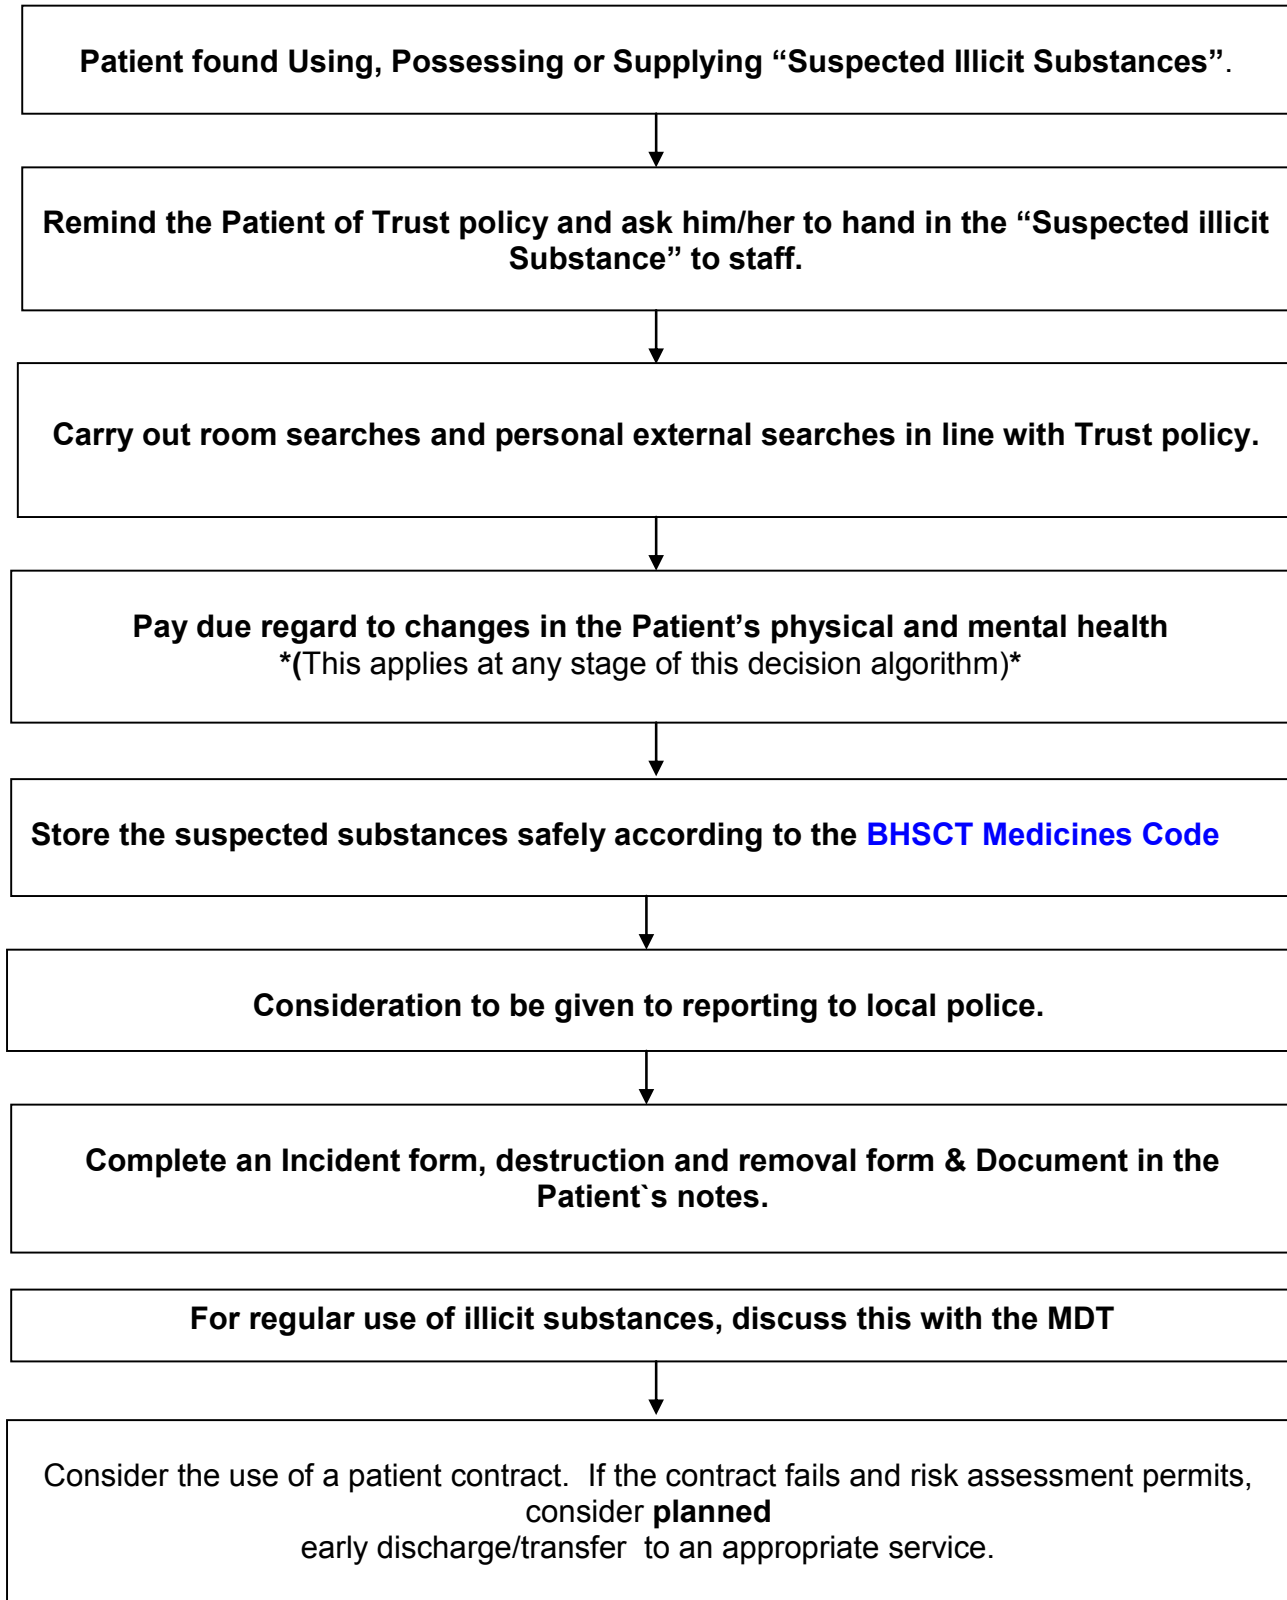 Patient found Using, Possessing or Supplying “Suspected Illicit Substances”.
Remind the Patient of Trust policy and ask him/her to hand in the “Suspected illicit
Substance” to staff.
Carry out room searches and personal external searches in line with Trust policy.
Pay due regard to changes in the Patient’s physical and mental health
*(This applies at any stage of this decision algorithm)*
Store the suspected substances safely according to the BHSCT Medicines Code
Consideration to be given to reporting to local police.
Complete an Incident form, destruction and removal form & Document in the
Patient`s notes.
For regular use of illicit substances, discuss this with the MDT
Consider the use of a patient contract.  If the contract fails and risk assessment permits,
consider planned
early discharge/transfer  to an appropriate service.